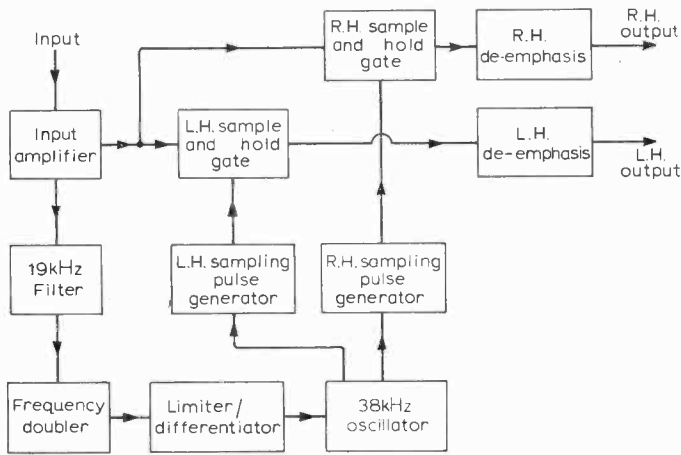 Input
R.H. sample
and hold
gate
R.H.
de-emphasis
R.H.
output
Input
amplifier
L.H. sample
and hold
gate
L.H.
de-emphasis
L.H.
output
19kHz
Filter
L.H. sampling
pulse
generator
R.H. sampling
pulse
generator
Frequency
doubler
Limiter/
differentiator
38kHz
oscillator